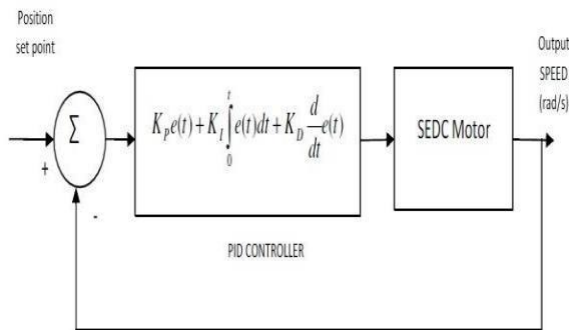 Position
set point
Output
SPEED
(rad/s)
Σ
+
-
K_P e(t) + K_I ∫_0^t e(t)dt + K_D d/dt e(t)
SEDC Motor
PID CONTROLLER